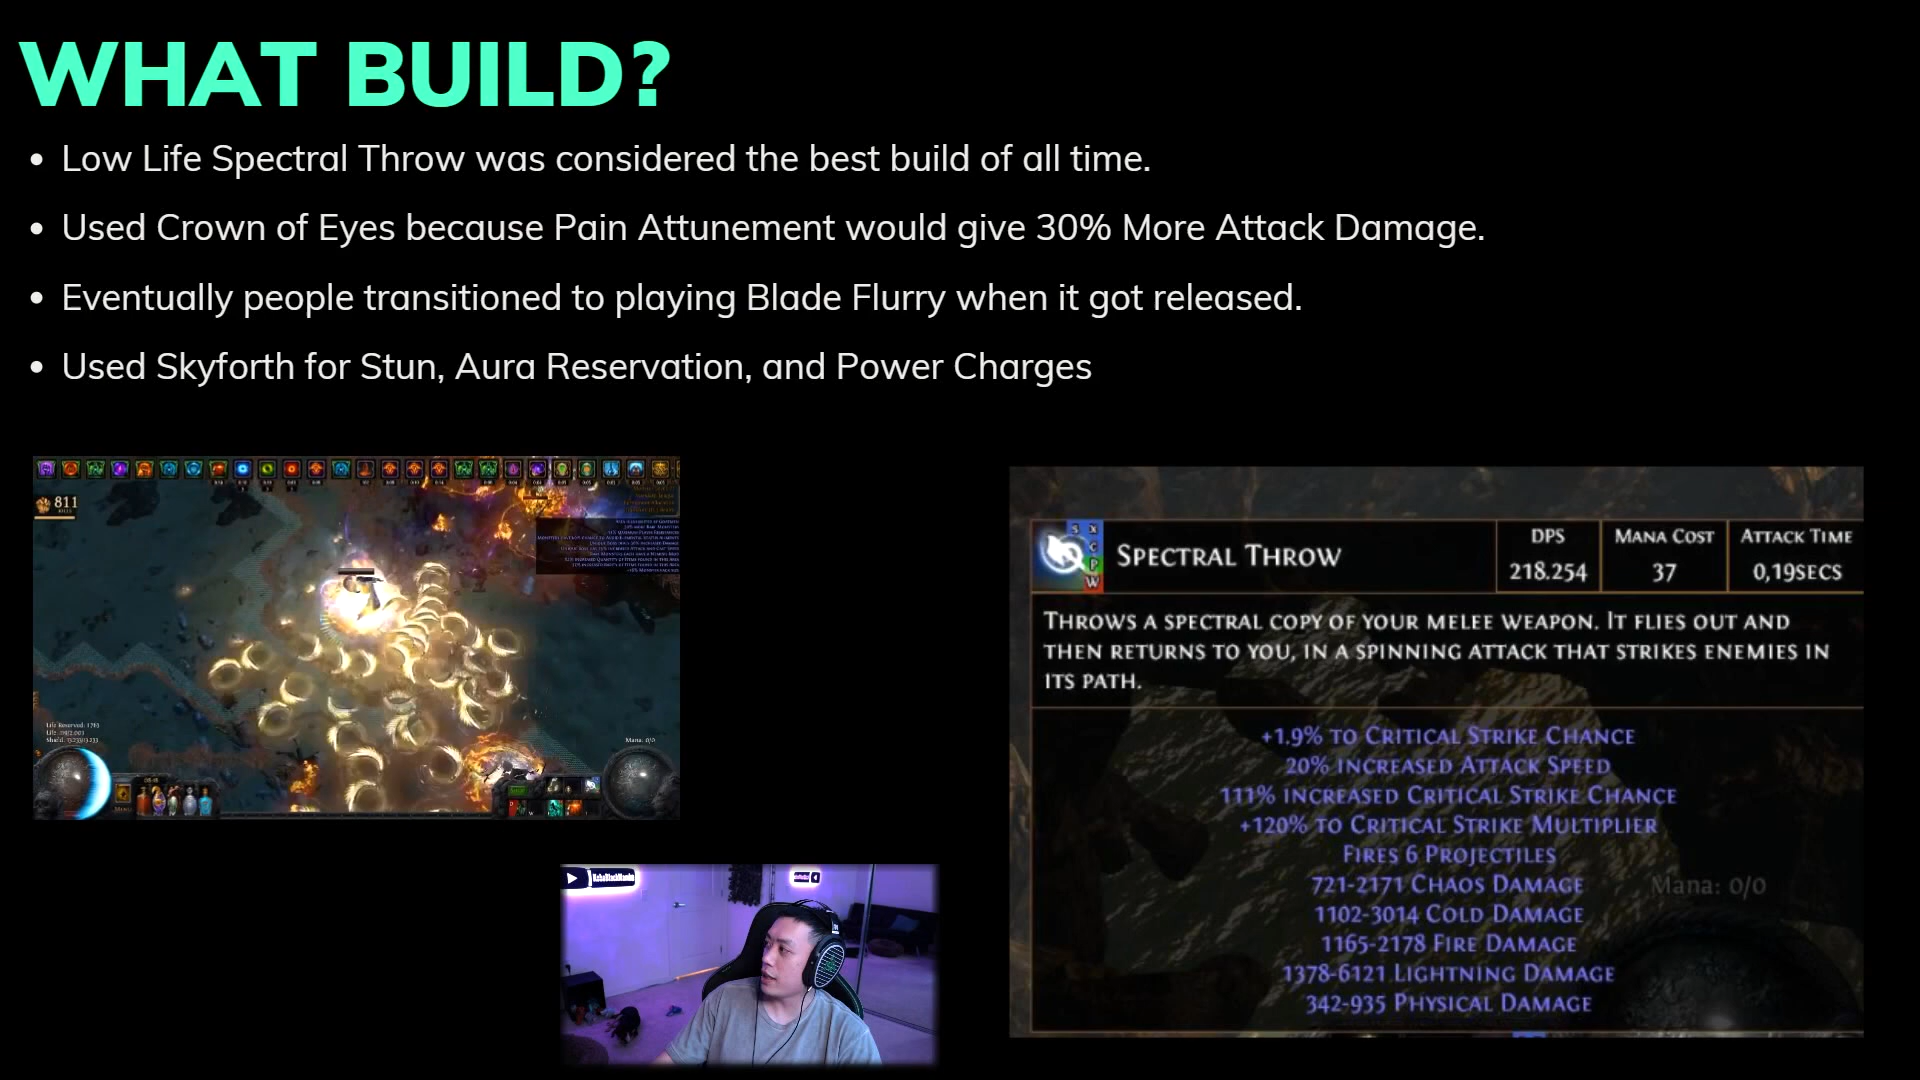 WHAT BUILD?
• Low Life Spectral Throw was considered the best build of all time.
• Used Crown of Eyes because Pain Attunement would give 30% More Attack Damage.
• Eventually people transitioned to playing Blade Flurry when it got released.
• Used Skyforth for Stun, Aura Reservation, and Power Charges
811
Mana: 0/0
SPECTRAL THROW
DPS
218.254
MANA COST
37
ATTACK TIME
0,19SECS
THROWS A SPECTRAL COPY OF YOUR MELEE WEAPON. IT FLIES OUT AND
THEN RETURNS TO YOU, IN A SPINNING ATTACK THAT STRIKES ENEMIES IN
ITS PATH.
+1.9% TO CRITICAL STRIKE CHANCE
20% INCREASED ATTACK SPEED
111% INCREASED CRITICAL STRIKE CHANCE
+120% TO CRITICAL STRIKE MULTIPLIER
FIRES 6 PROJECTILES
721-2171 CHAOS DAMAGE
Mana: 0/0
1102-3014 COLD DAMAGE
1165-2178 FIRE DAMAGE
1378-6121 LIGHTNING DAMAGE
342-935 PHYSICAL DAMAGE